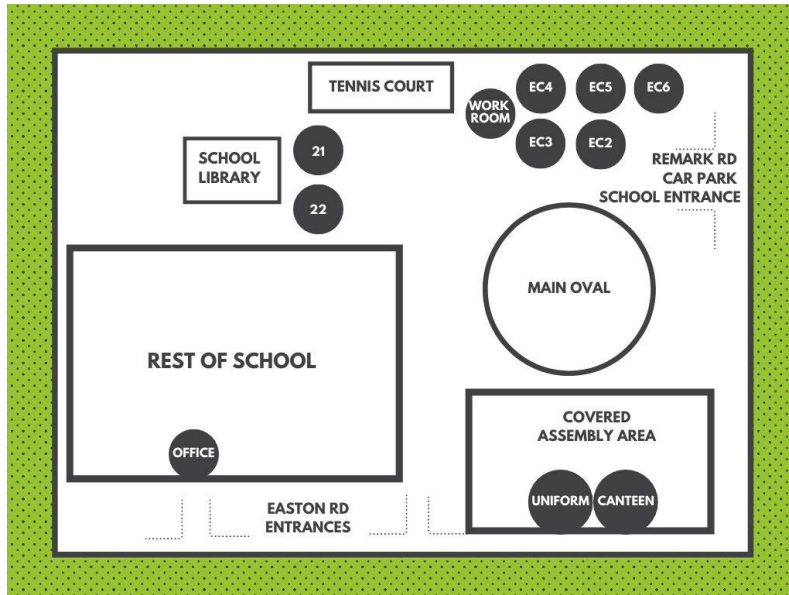 TENNIS COURT
WORK
ROOM
EC4
EC5
EC6
EC3
EC2
SCHOOL
LIBRARY
21
22
REMARK RD
CAR PARK
SCHOOL ENTRANCE
MAIN OVAL
REST OF SCHOOL
OFFICE
COVERED
ASSEMBLY AREA
UNIFORM
CANTEEN
EASTON RD
ENTRANCES